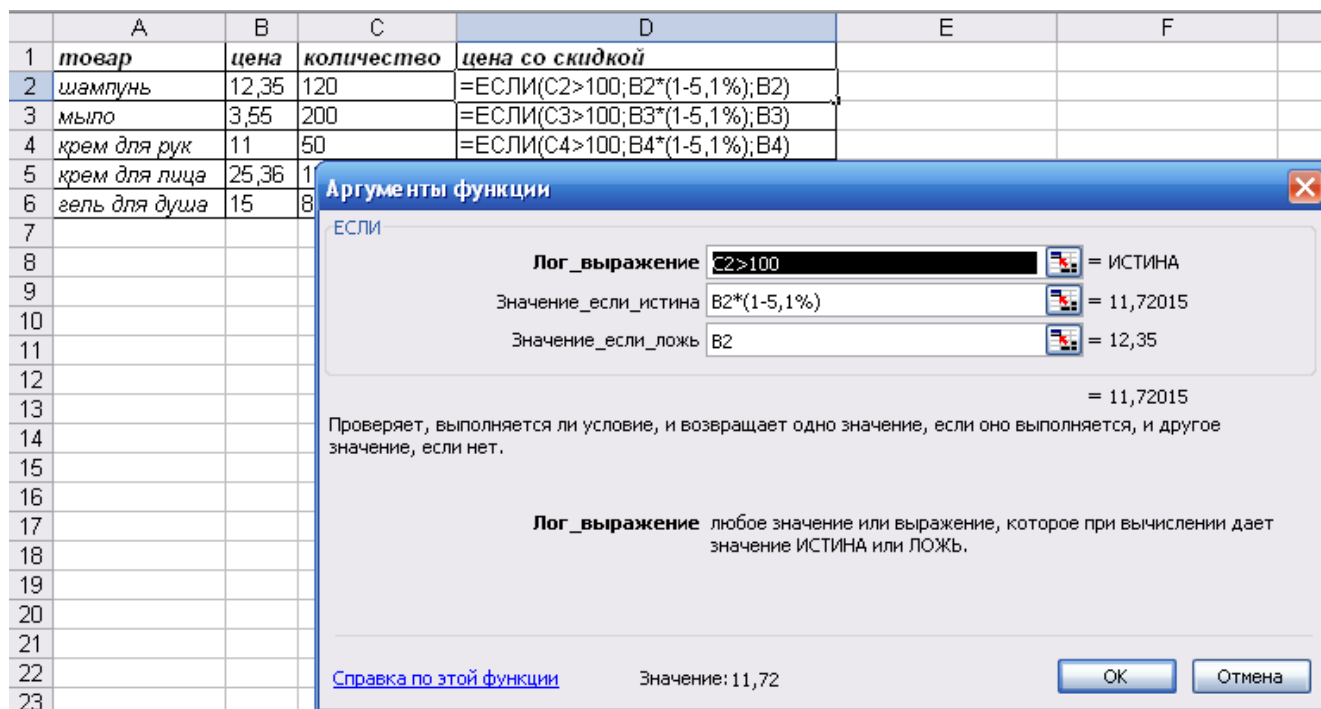 A B C D E F
1 товар цена количество цена со скидкой
2 шампунь 12,35 120 =ЕСЛИ(C2>100;B2*(1-5,1%);B2)
3 мыло 3,55 200 =ЕСЛИ(C3>100;B3*(1-5,1%);B3)
4 крем для рук 11 50 =ЕСЛИ(C4>100;B4*(1-5,1%);B4)
5 крем для лица 25,36 1
6 гель для душа 15 8
Аргументы функции
ЕСЛИ
7
8 Лог_выражение C2>100 = ИСТИНА
9
Значение_если_истина B2*(1-5,1%) = 11,72015
10
11 Значение_если_ложь B2 = 12,35
12
13 = 11,72015
14 Проверяет, выполняется ли условие, и возвращает одно значение, если оно выполняется, и другое
значение, если нет.
15
16
17 Лог_выражение любое значение или выражение, которое при вычислении дает
18 значение ИСТИНА или ЛОЖЬ.
19
20
21
22 Справка по этой функции Значение: 11,72 ОК Отмена
23